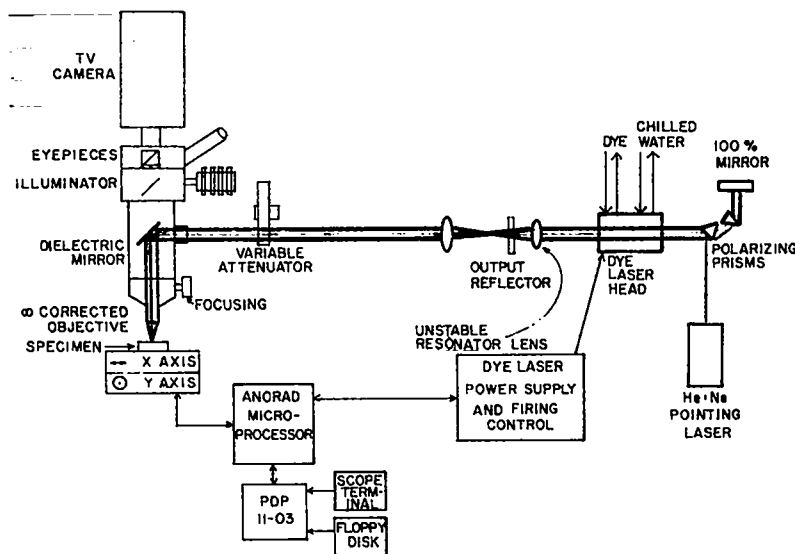 TV
CAMERA
EYEPIECES
ILLUMINATOR
DIELECTRIC
MIRROR
VARIABLE
ATTENUATOR
FOCUSING
∞ CORRECTED
OBJECTIVE
SPECIMEN
X AXIS
Y AXIS
DYE
CHILLED
WATER
100 %
MIRROR
POLARIZING
PRISMS
OUTPUT
REFLECTOR
DYE
LASER
HEAD
UNSTABLE
RESONATOR LENS
DYE LASER
POWER SUPPLY
AND FIRING
CONTROL
He-Ne
POINTING
LASER
ANORAD
MICRO-
PROCESSOR
PDP
11-03
SCOPE
TERM-
INAL
FLOPPY
DISK